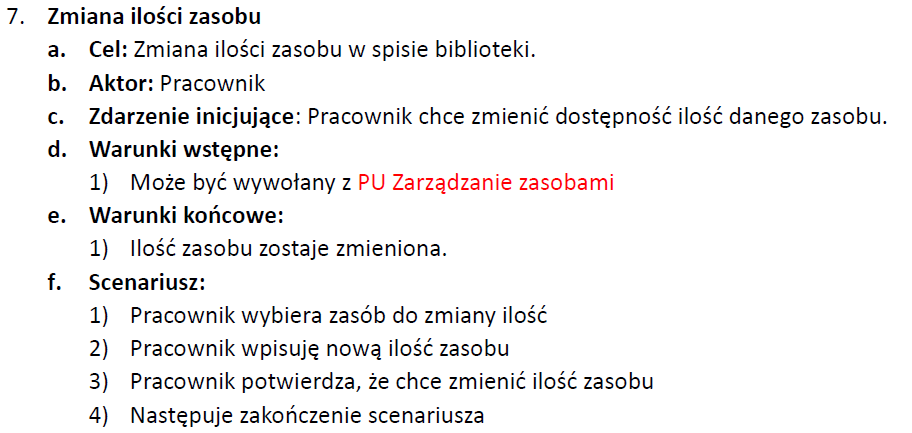 7. Zmiana ilości zasobu
a. Cel: Zmiana ilości zasobu w spisie biblioteki.
b. Aktor: Pracownik
c. Zdarzenie inicjujące: Pracownik chce zmienić dostępność ilość danego zasobu.
d. Warunki wstępne:
1) Może być wywołany z PU Zarządzanie zasobami
e. Warunki końcowe:
1) Ilość zasobu zostaje zmieniona.
f. Scenariusz:
1) Pracownik wybiera zasób do zmiany ilość
2) Pracownik wpisuję nową ilość zasobu
3) Pracownik potwierdza, że chce zmienić ilość zasobu
4) Następuje zakończenie scenariusza